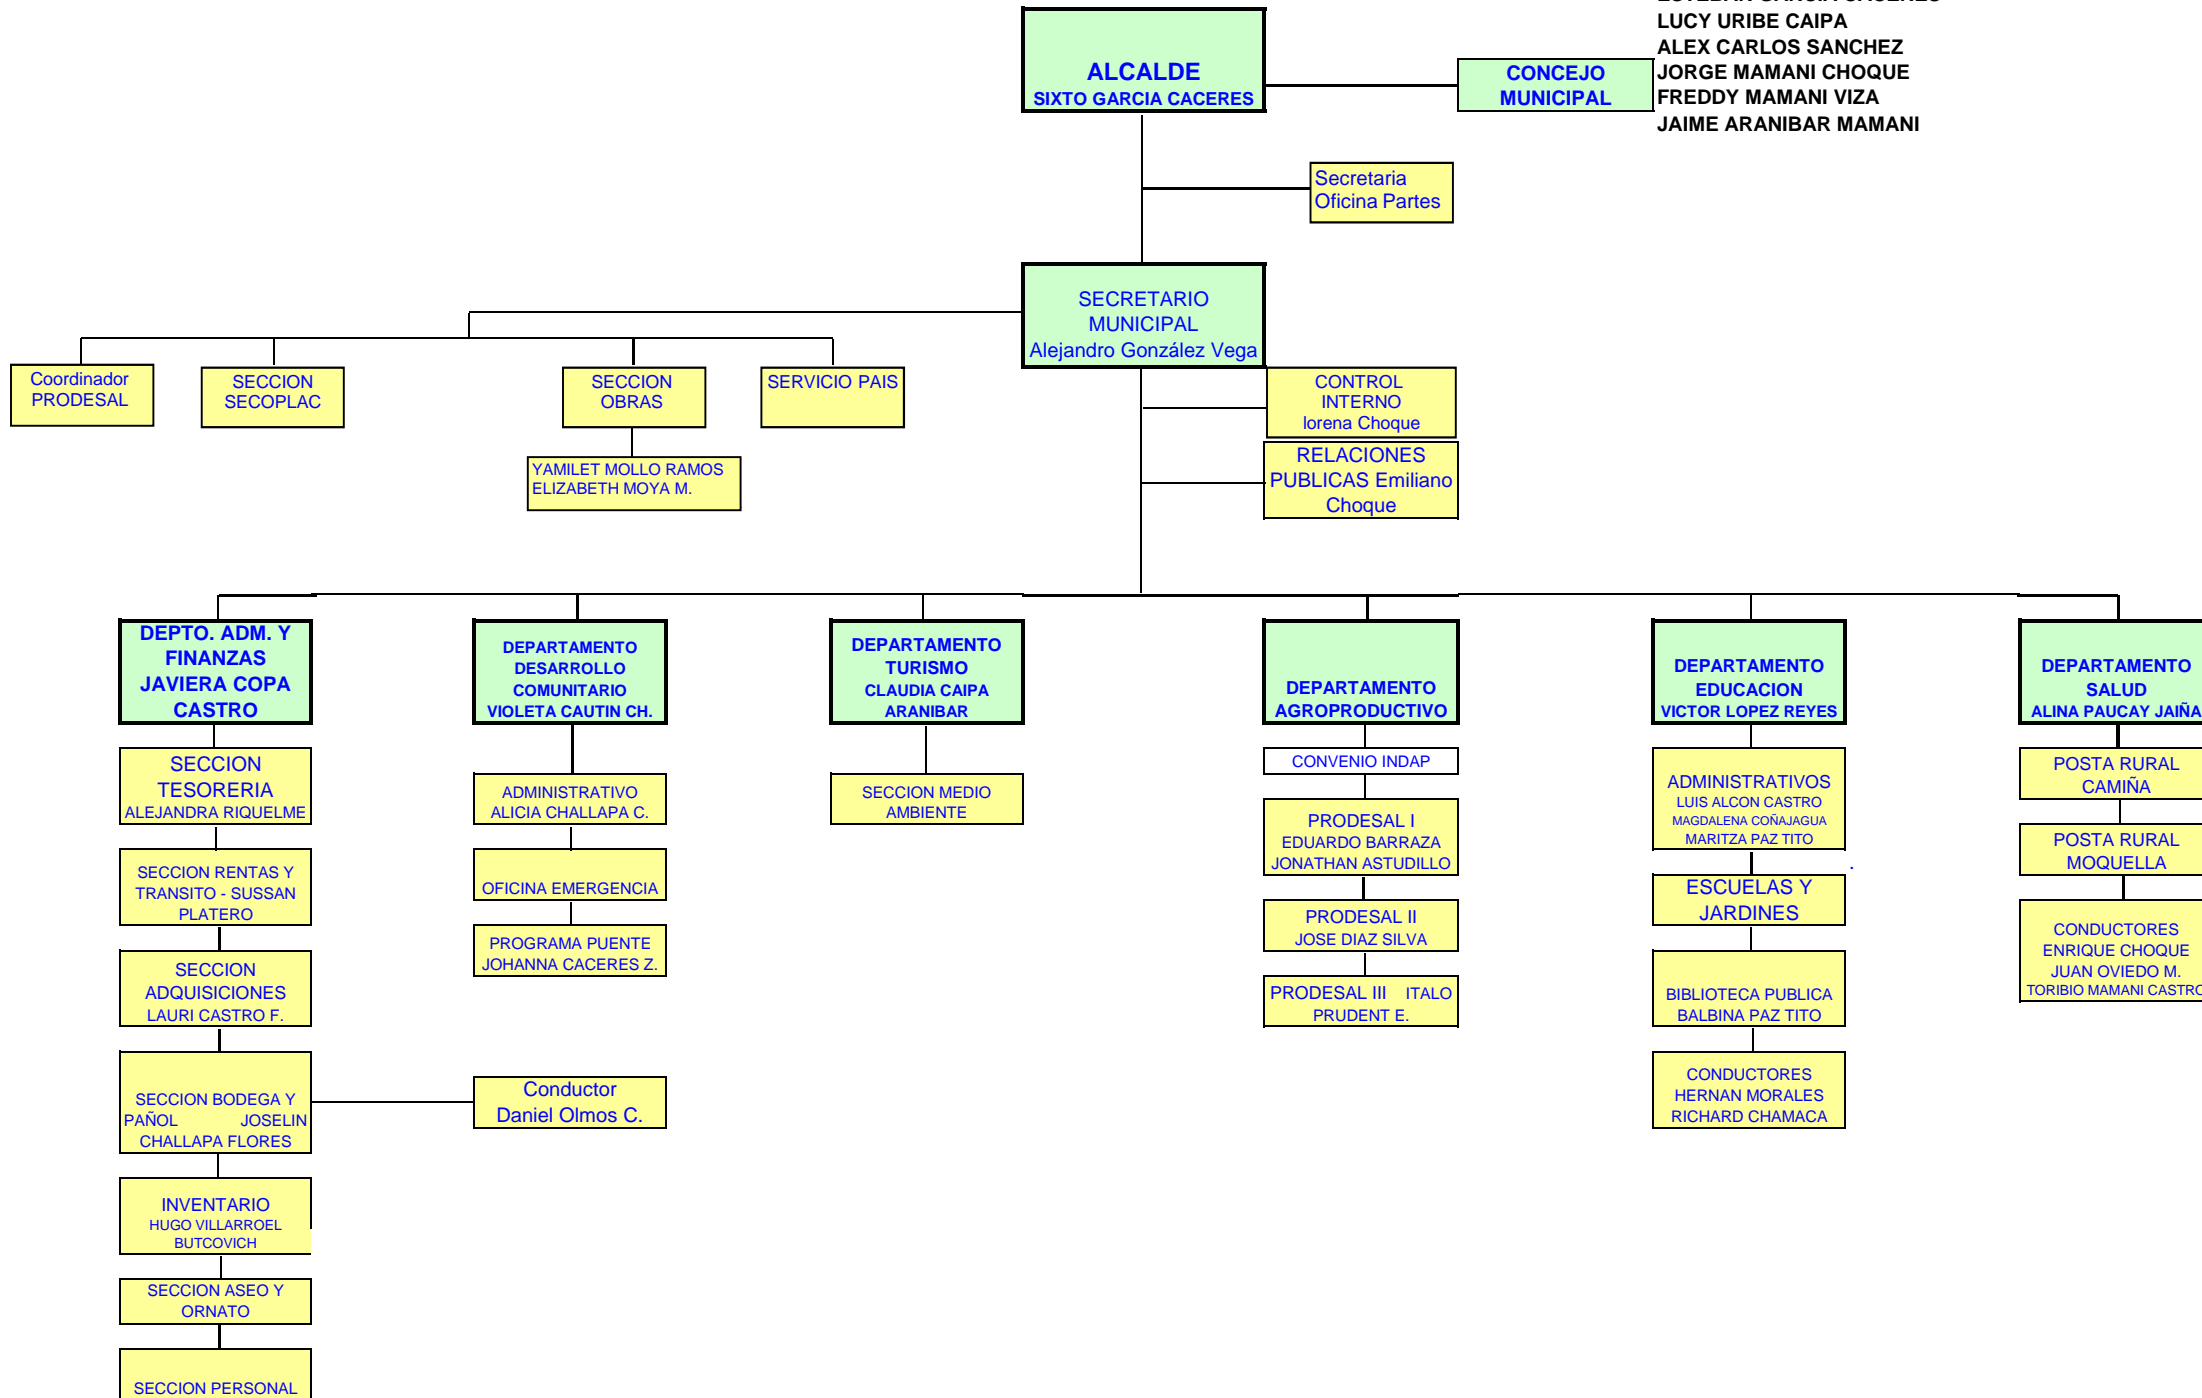 LUCY URIBE CAIPA
ALEX CARLOS SANCHEZ
JORGE MAMANI CHOQUE
FREDDY MAMANI VIZA
JAIME ARANIBAR MAMANI
ALCALDE
SIXTO GARCIA CACERES
CONCEJO
MUNICIPAL
Secretaria
Oficina Partes
SECRETARIO
MUNICIPAL
Alejandro González Vega
Coordinador
PRODESAL
SECCION
SECOPLAC
SECCION
OBRAS
SERVICIO PAIS
YAMILET MOLLO RAMOS
ELIZABETH MOYA M.
CONTROL
INTERNO
lorena Choque
RELACIONES
PUBLICAS Emiliano
Choque
DEPTO. ADM. Y
FINANZAS
JAVIERA COPA
CASTRO
SECCION
TESORERIA
ALEJANDRA RIQUELME
SECCION RENTAS Y
TRANSITO - SUSSAN
PLATERO
SECCION
ADQUISICIONES
LAURI CASTRO F.
SECCION BODEGA Y
PAÑOL JOSELIN
CHALLAPA FLORES
Conductor
Daniel Olmos C.
INVENTARIO
HUGO VILLARROEL
BUTCOVICH
SECCION ASEO Y
ORNATO
SECCION PERSONAL
DEPARTAMENTO
DESARROLLO
COMUNITARIO
VIOLETA CAUTIN CH.
ADMINISTRATIVO
ALICIA CHALLAPA C.
OFICINA EMERGENCIA
PROGRAMA PUENTE
JOHANNA CACERES Z.
DEPARTAMENTO
TURISMO
CLAUDIA CAIPA
ARANIBAR
SECCION MEDIO
AMBIENTE
DEPARTAMENTO
AGROPRODUCTIVO
CONVENIO INDAP
PRODESAL I
EDUARDO BARRAZA
JONATHAN ASTUDILLO
PRODESAL II
JOSE DIAZ SILVA
PRODESAL III ITALO
PRUDENT E.
DEPARTAMENTO
EDUCACION
VICTOR LOPEZ REYES
ADMINISTRATIVOS
LUIS ALCON CASTRO
MAGDALENA COÑAJAGUA
MARITZA PAZ TITO
.
ESCUELAS Y
JARDINES
BIBLIOTECA PUBLICA
BALBINA PAZ TITO
CONDUCTORES
HERNAN MORALES
RICHARD CHAMACA
DEPARTAMENTO
SALUD
ALINA PAUCAY JAIÑA
POSTA RURAL
CAMIÑA
POSTA RURAL
MOQUELLA
CONDUCTORES
ENRIQUE CHOQUE
JUAN OVIEDO M.
TORIBIO MAMANI CASTRO